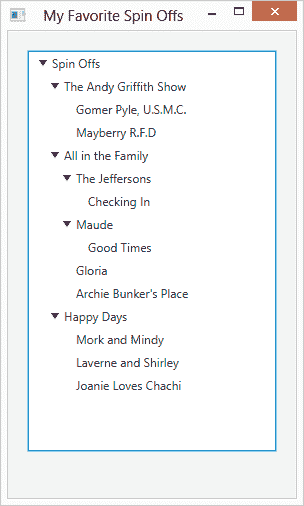 My Favorite Spin Offs
Spin Offs
The Andy Griffith Show
Gomer Pyle, U.S.M.C.
Mayberry R.F.D
All in the Family
The Jeffersons
Checking In
Maude
Good Times
Gloria
Archie Bunker's Place
Happy Days
Mork and Mindy
Laverne and Shirley
Joanie Loves Chachi